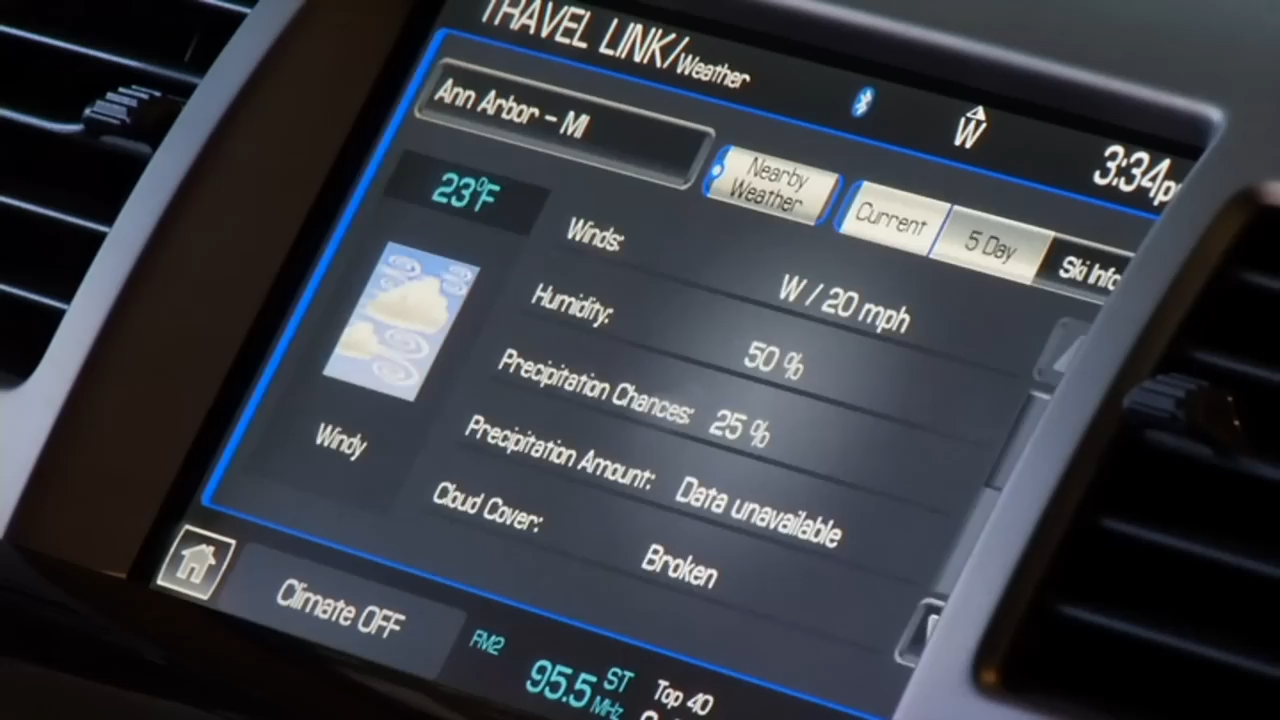 TRAVEL LINK/Weather
W
3:34p
Ann Arbor - MI
Nearby
Weather
Current
5 Day
Ski Info
23°F
Windy
Winds:
W / 20 mph
Humidity:
50 %
Precipitation Chances: 25 %
Precipitation Amount: Data unavailable
Cloud Cover:
Broken
Climate OFF
FM2
95.5 MHz
ST
Top 40